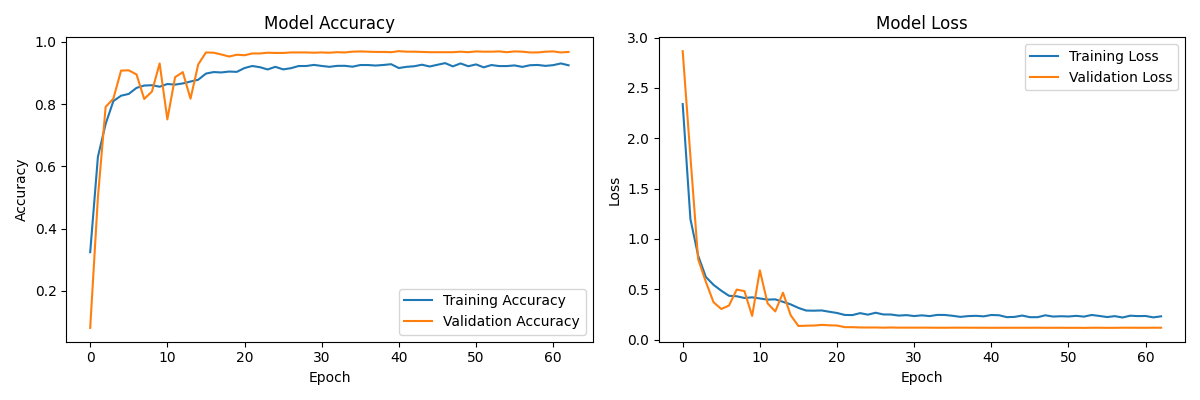 Model Accuracy
1.0
0.8
0.6
0.4
0.2
Accuracy
Training Accuracy
Validation Accuracy
0 10 20 30 40 50 60
Epoch
Model Loss
3.0
2.5
2.0
1.5
1.0
0.5
0.0
Loss
Training Loss
Validation Loss
0 10 20 30 40 50 60
Epoch